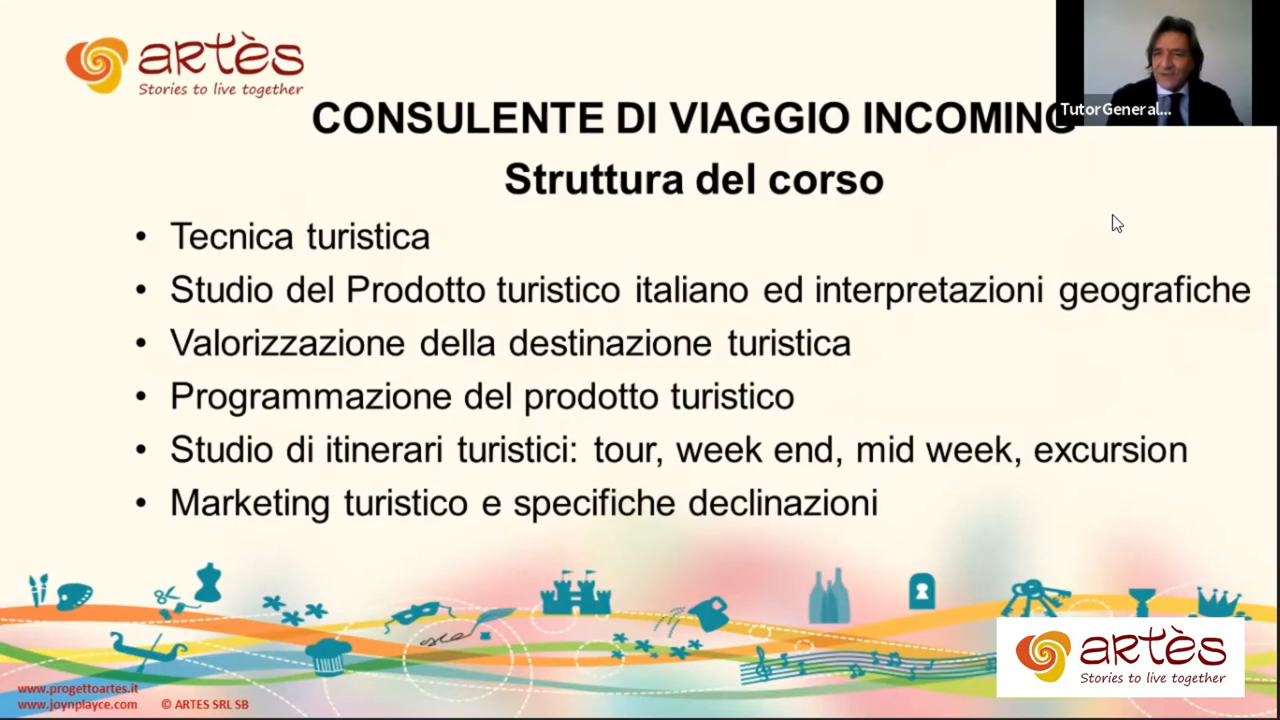 artès
Stories to live together
TutorGeneral...
CONSULENTE DI VIAGGIO INCOMING
Struttura del corso
• Tecnica turistica
• Studio del Prodotto turistico italiano ed interpretazioni geografiche
• Valorizzazione della destinazione turistica
• Programmazione del prodotto turistico
• Studio di itinerari turistici: tour, week end, mid week, excursion
• Marketing turistico e specifiche declinazioni
www.progettoartes.it
www.joynplayce.com © ARTES SRL SB
artès
Stories to live together